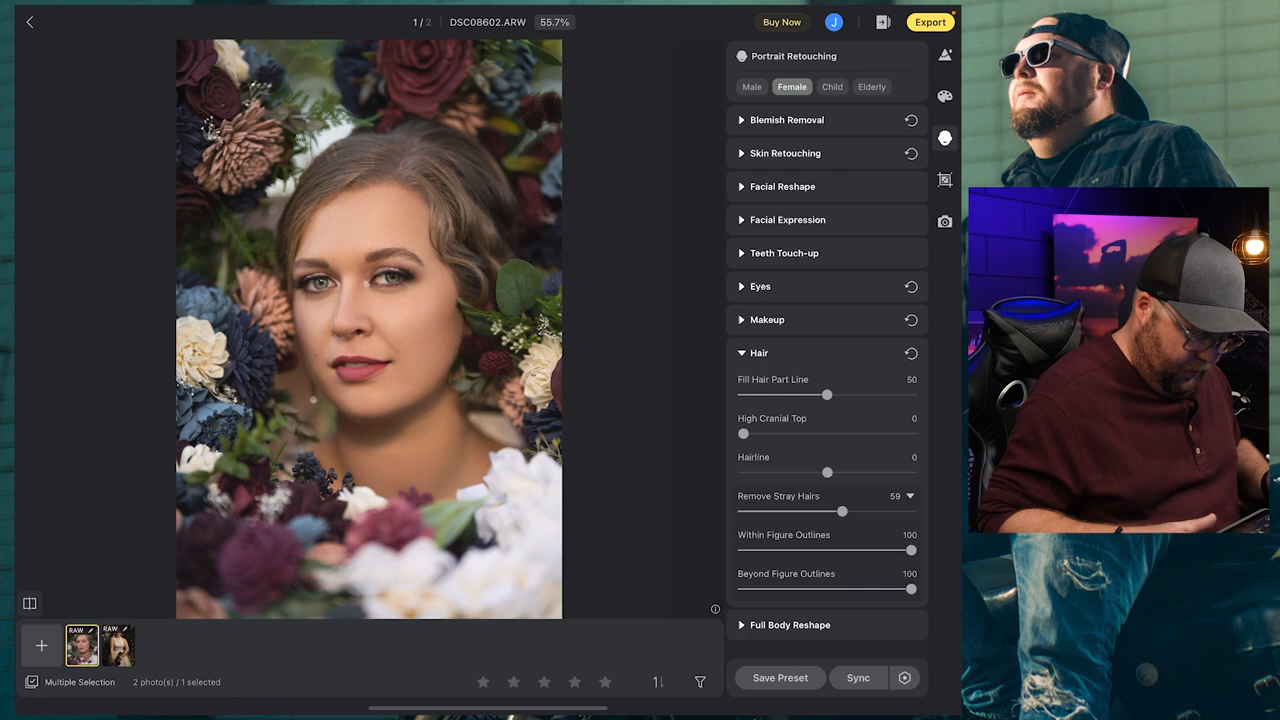 1 / 2 DSC08602.ARW 55.7%
Buy Now J Export
Portrait Retouching
Male Female Child Elderly
Blemish Removal
Skin Retouching
Facial Reshape
Facial Expression
Teeth Touch-up
Eyes
Makeup
Hair
Fill Hair Part Line 50
High Cranial Top 0
Hairline 0
Remove Stray Hairs 59
Within Figure Outlines 100
Beyond Figure Outlines 100
Full Body Reshape
RAW RAW
Multiple Selection 2 photo(s) / 1 selected
Save Preset Sync